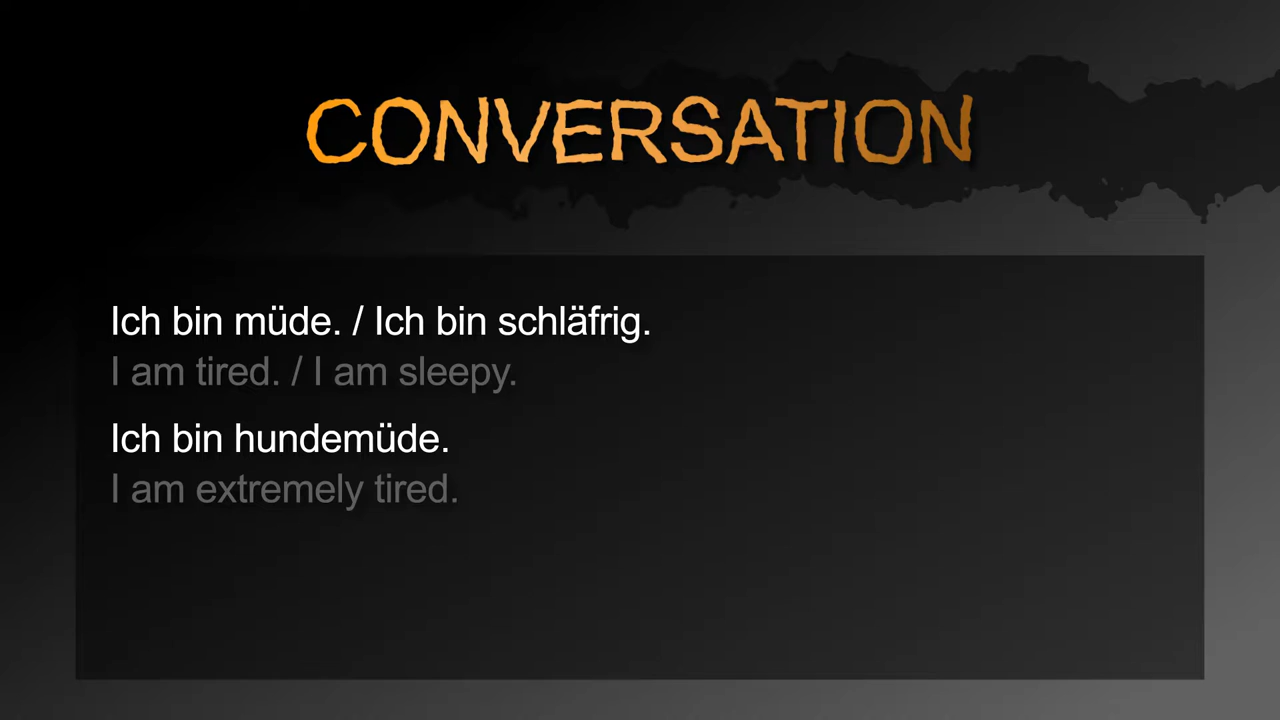 CONVERSATION
Ich bin müde. / Ich bin schläfrig.
I am tired. / I am sleepy.
Ich bin hundemüde.
I am extremely tired.